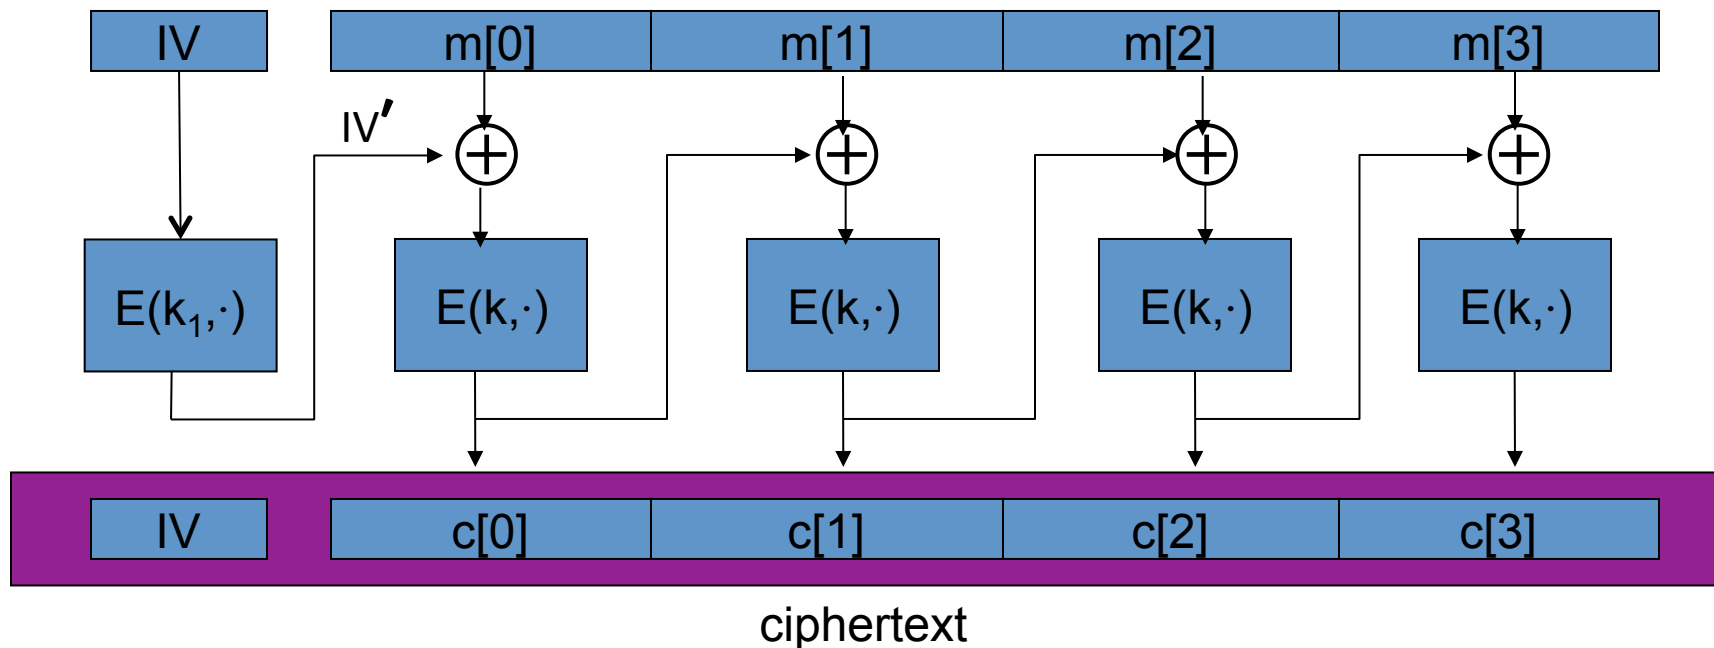 IV m[0] m[1] m[2] m[3]
IV′
E(k₁,·) E(k,·) E(k,·) E(k,·) E(k,·)
IV c[0] c[1] c[2] c[3]
ciphertext